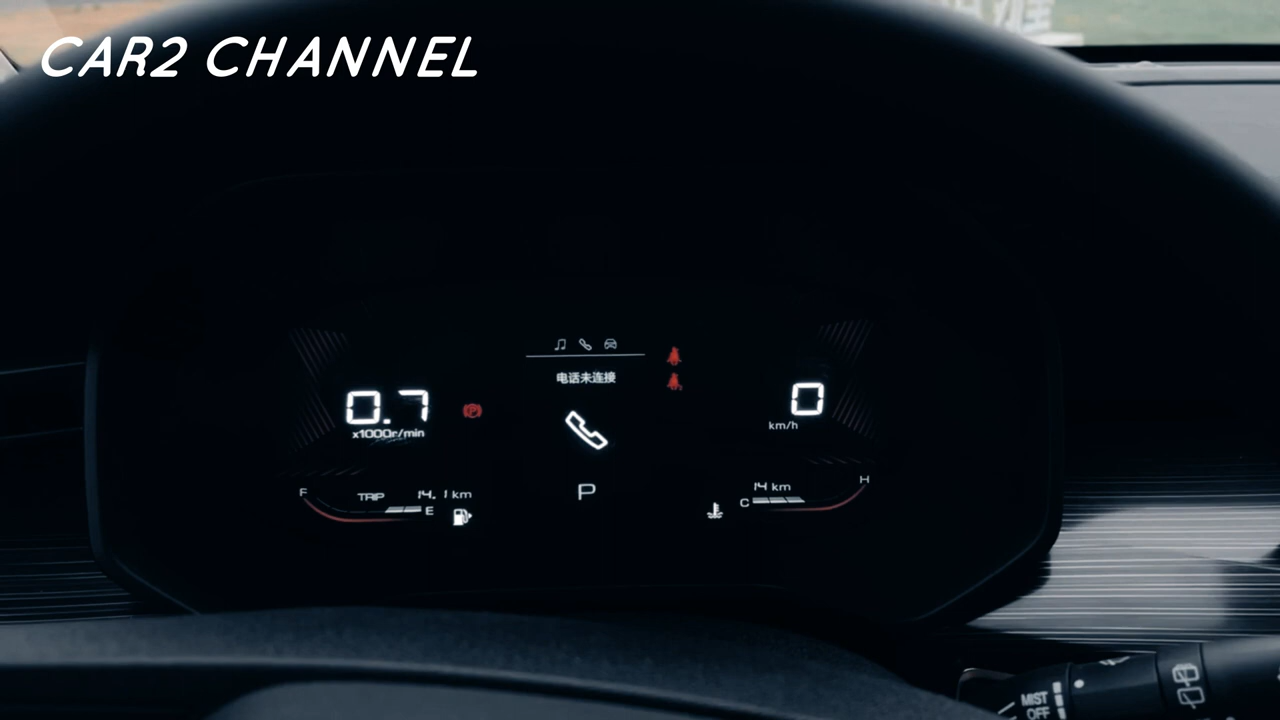 CAR2 CHANNEL
电话未连接
0.7
x1000r/min
0
km/h
P
F
TRIP 14.1 km
E
14 km
H
C
MIST
OFF